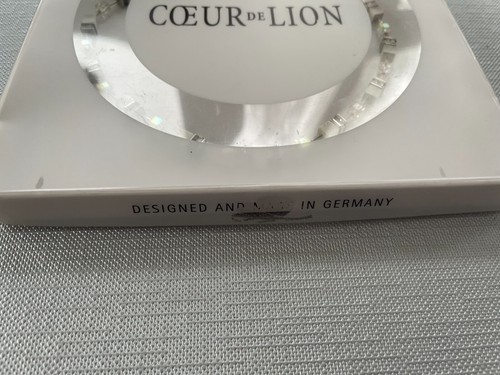 CŒUR DE LION
DESIGNED AND IN GERMANY